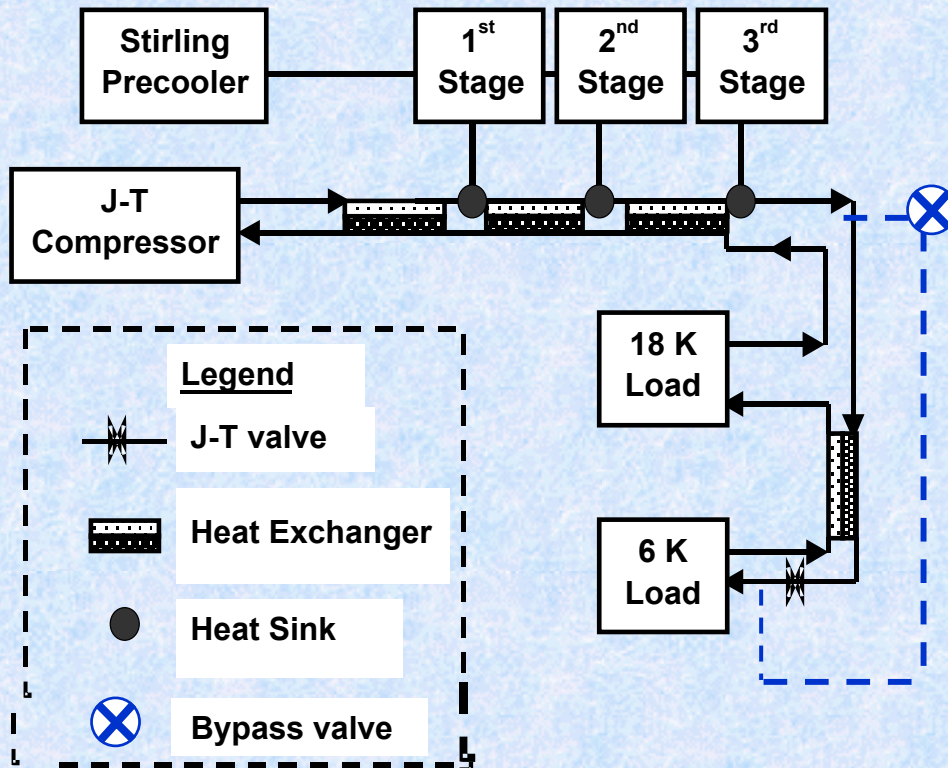 Stirling
Precooler
1st
Stage
2nd
Stage
3rd
Stage
J-T
Compressor
18 K
Load
6 K
Load
Legend
J-T valve
Heat Exchanger
Heat Sink
Bypass valve